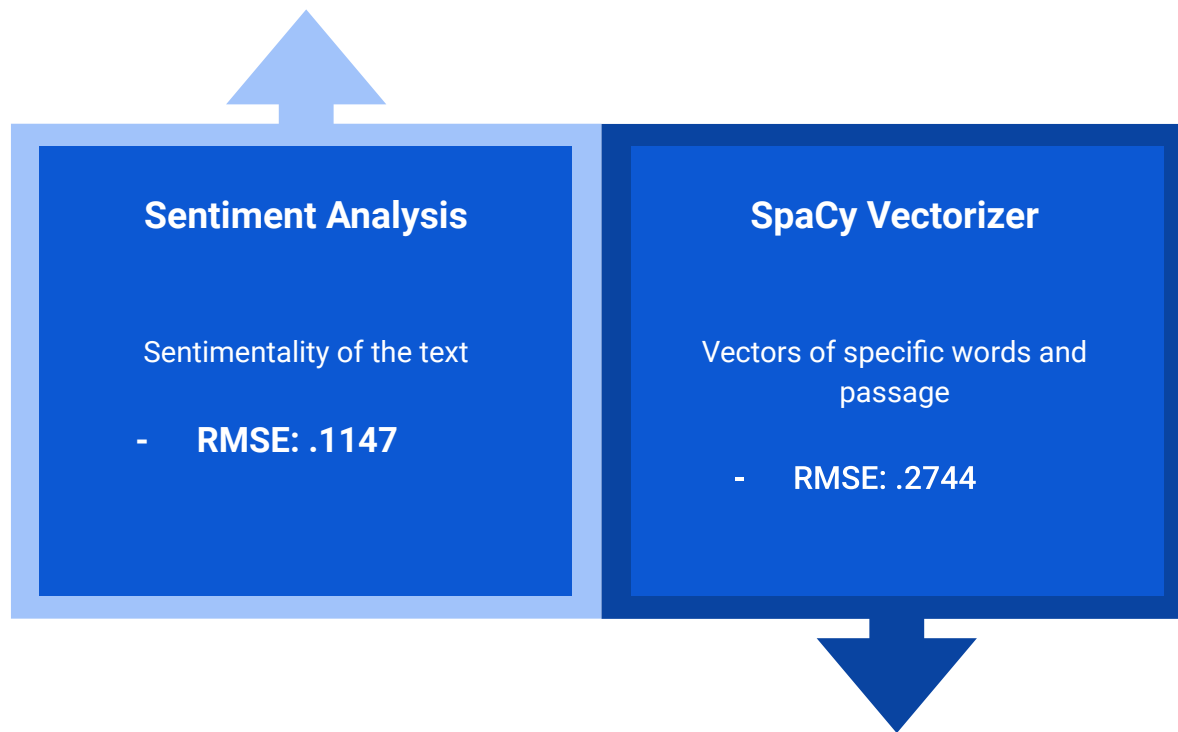 Sentiment Analysis
Sentimentality of the text
- RMSE: .1147
SpaCy Vectorizer
Vectors of specific words and
passage
- RMSE: .2744